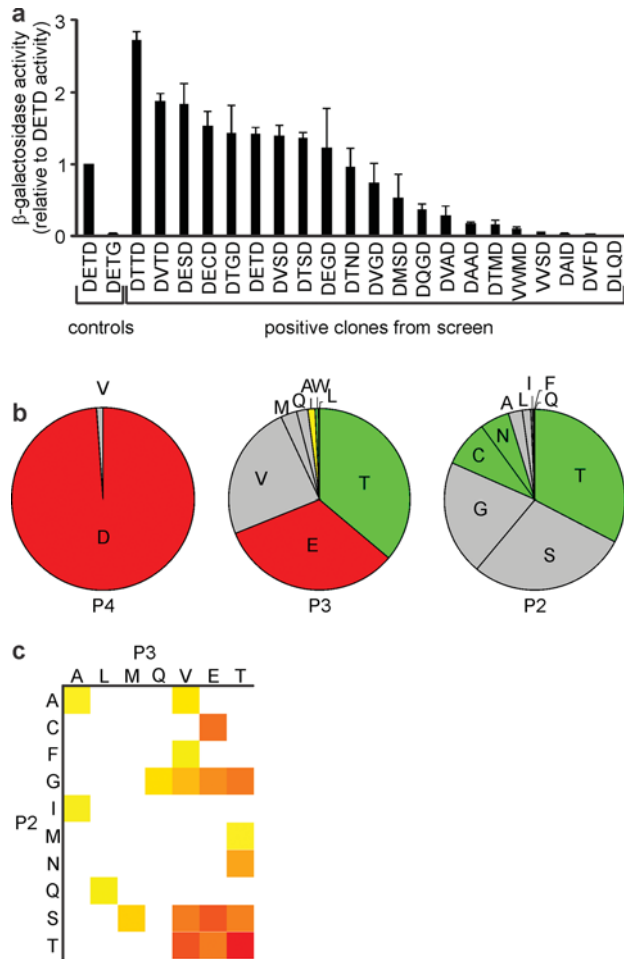 a
β-galactosidase activity
(relative to DETD activity)
3
2
1
0
DETD
DETG
DTTD
DVTD
DESD
DECD
DTGD
DETD
DVSD
DTSD
DEGD
DTND
DVGD
DMSD
DQGD
DVAD
DAAD
DTMD
VWMD
VVSD
DAID
DVFD
DLQD
controls
positive clones from screen
b
V
D
P4
M
Q
A
W
L
V
T
E
P3
I
F
A
L
Q
N
C
T
G
S
P2
c
P3
A L M Q V E T
A
C
F
G
I
P2
M
N
Q
S
T